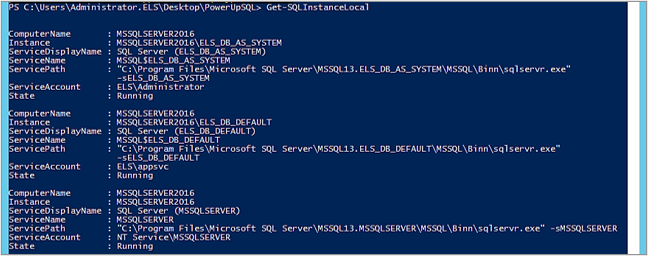 PS C:\Users\Administrator.ELS\Desktop\PowerUpSQL> Get-SQLInstanceLocal
ComputerName : MSSQLSERVER2016
Instance : MSSQLSERVER2016\ELS_DB_AS_SYSTEM
ServiceDisplayName : SQL Server (ELS_DB_AS_SYSTEM)
ServiceName : MSSQL$ELS_DB_AS_SYSTEM
ServicePath : "C:\Program Files\Microsoft SQL Server\MSSQL13.ELS_DB_AS_SYSTEM\MSSQL\Binn\sqlservr.exe"
-sELS_DB_AS_SYSTEM
ServiceAccount : ELS\Administrator
State : Running
ComputerName : MSSQLSERVER2016
Instance : MSSQLSERVER2016\ELS_DB_DEFAULT
ServiceDisplayName : SQL Server (ELS_DB_DEFAULT)
ServiceName : MSSQL$ELS_DB_DEFAULT
ServicePath : "C:\Program Files\Microsoft SQL Server\MSSQL13.ELS_DB_DEFAULT\MSSQL\Binn\sqlservr.exe"
-sELS_DB_DEFAULT
ServiceAccount : ELS\appsvc
State : Running
ComputerName : MSSQLSERVER2016
Instance : MSSQLSERVER2016
ServiceDisplayName : SQL Server (MSSQLSERVER)
ServiceName : MSSQLSERVER
ServicePath : "C:\Program Files\Microsoft SQL Server\MSSQL13.MSSQLSERVER\MSSQL\Binn\sqlservr.exe" -sMSSQLSERVER
ServiceAccount : NT Service\MSSQLSERVER
State : Running